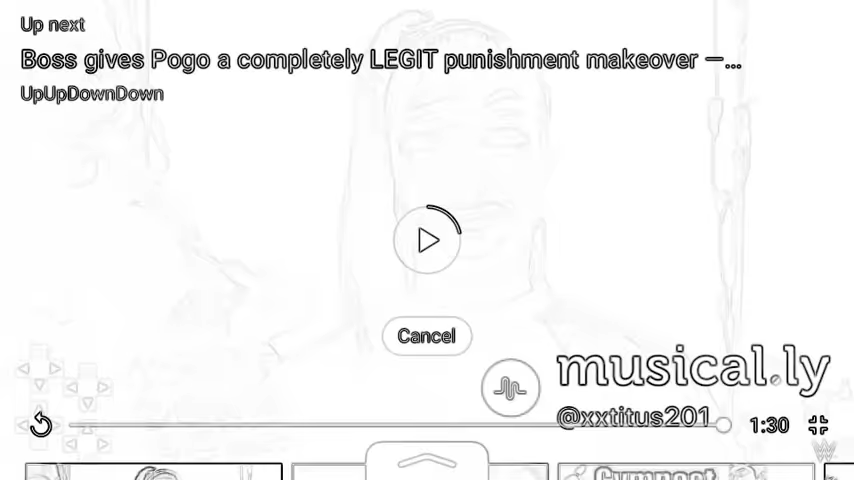 Up next
Boss gives Pogo a completely LEGIT punishment makeover —...
UpUpDownDown
Cancel
musical.ly
@xxtitus201
1:30